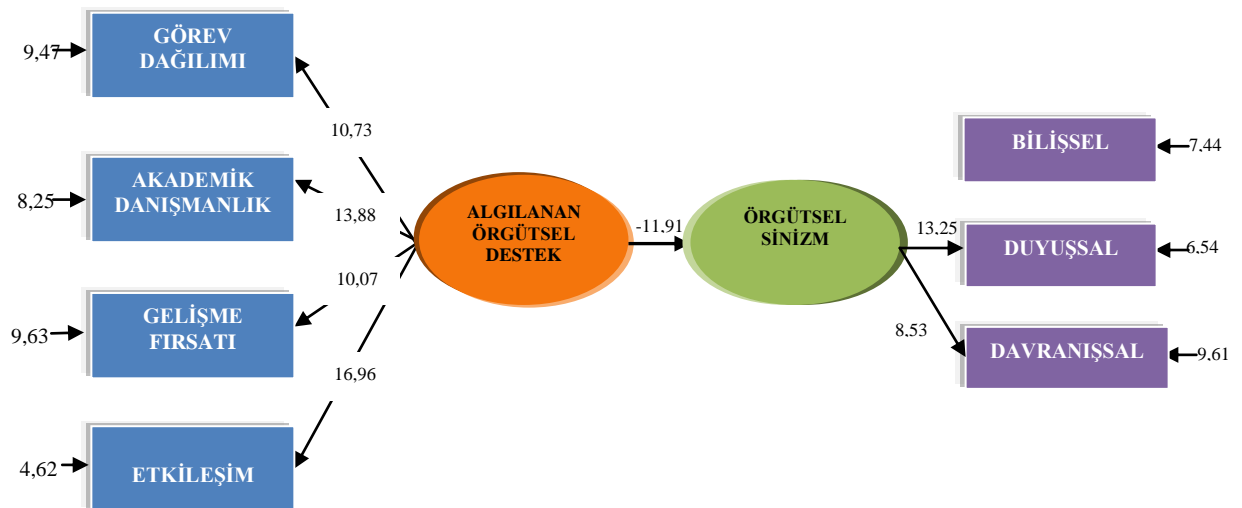 GÖREV
DAĞILIMI
9,47
10,73
AKADEMİK
DANIŞMANLIK
8,25
13,88
GELİŞME
FIRSATI
9,63
10,07
ETKİLEŞİM
4,62
16,96
ALGILANAN
ÖRGÜTSEL
DESTEK
-11,91
ÖRGÜTSEL
SİNİZM
BİLİŞSEL
7,44
13,25
DUYUŞSAL
6,54
8,53
DAVRANIŞSAL
9,61